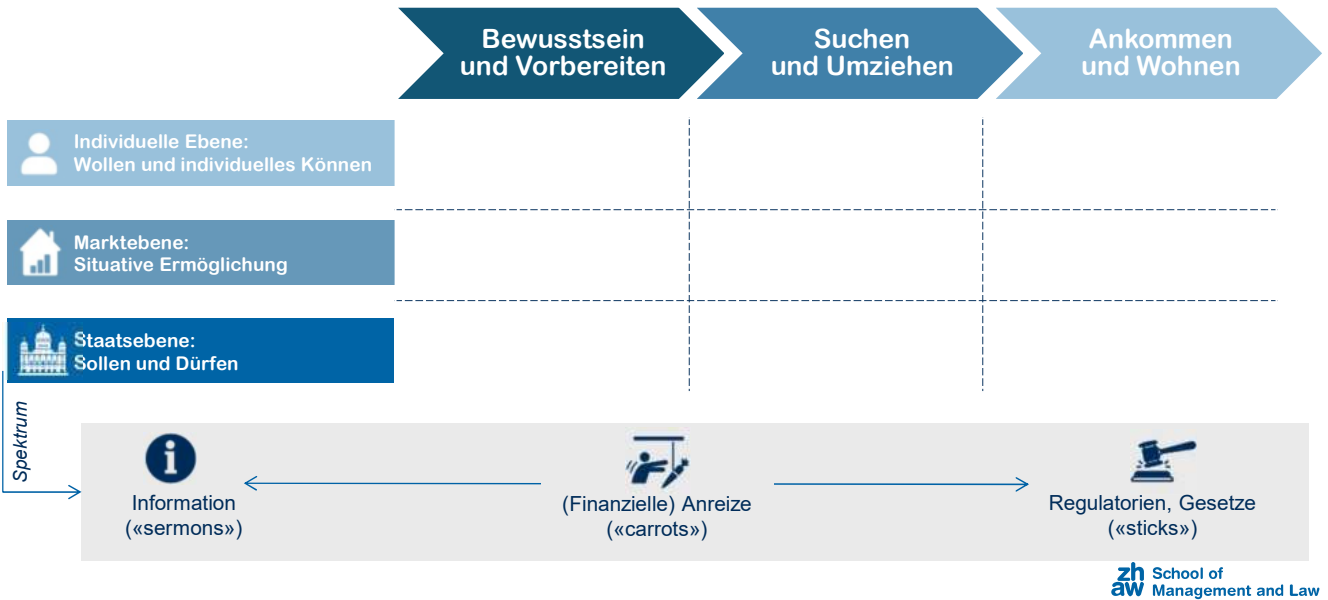 Bewusstsein
und Vorbereiten
Suchen
und Umziehen
Ankommen
und Wohnen
Individuelle Ebene:
Wollen und individuelles Können
Marktebene:
Situative Ermöglichung
Staatsebene:
Sollen und Dürfen
Spektrum
Information
(«sermons»)
(Finanzielle) Anreize
(«carrots»)
Regulatorien, Gesetze
(«sticks»)
zh
aw
School of
Management and Law